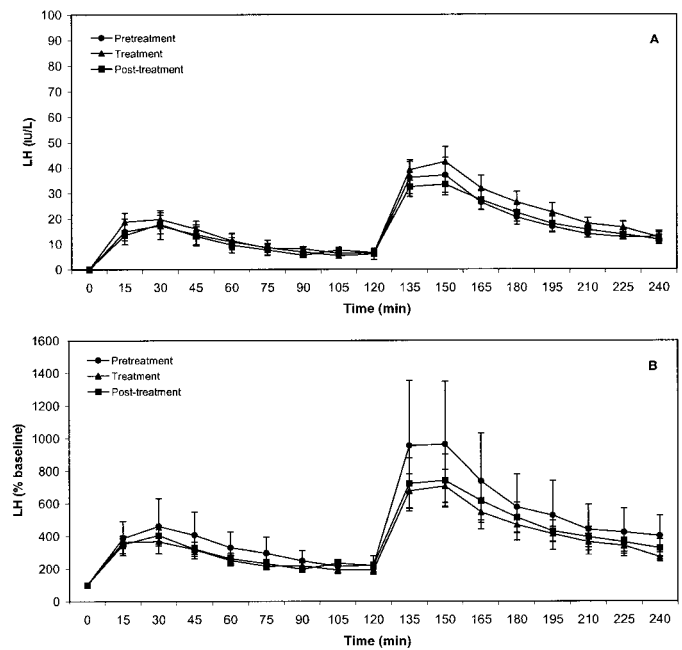 100
90
80
70
60
50
40
30
20
10
0
LH (IU/L)
Pretreatment
Treatment
Post-treatment
A
0 15 30 45 60 75 90 105 120 135 150 165 180 195 210 225 240
Time (min)
1600
1400
1200
1000
800
600
400
200
0
LH (% baseline)
Pretreatment
Treatment
Post-treatment
B
0 15 30 45 60 75 90 105 120 135 150 165 180 195 210 225 240
Time (min)